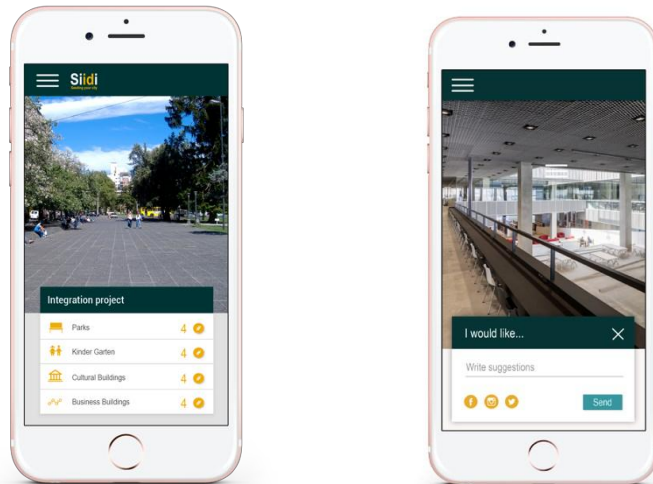 Siidi
Integration project
Parks 4
Kinder Garten 4
Cultural Buildings 4
Business Buildings 4
I would like...
Write suggestions
Send